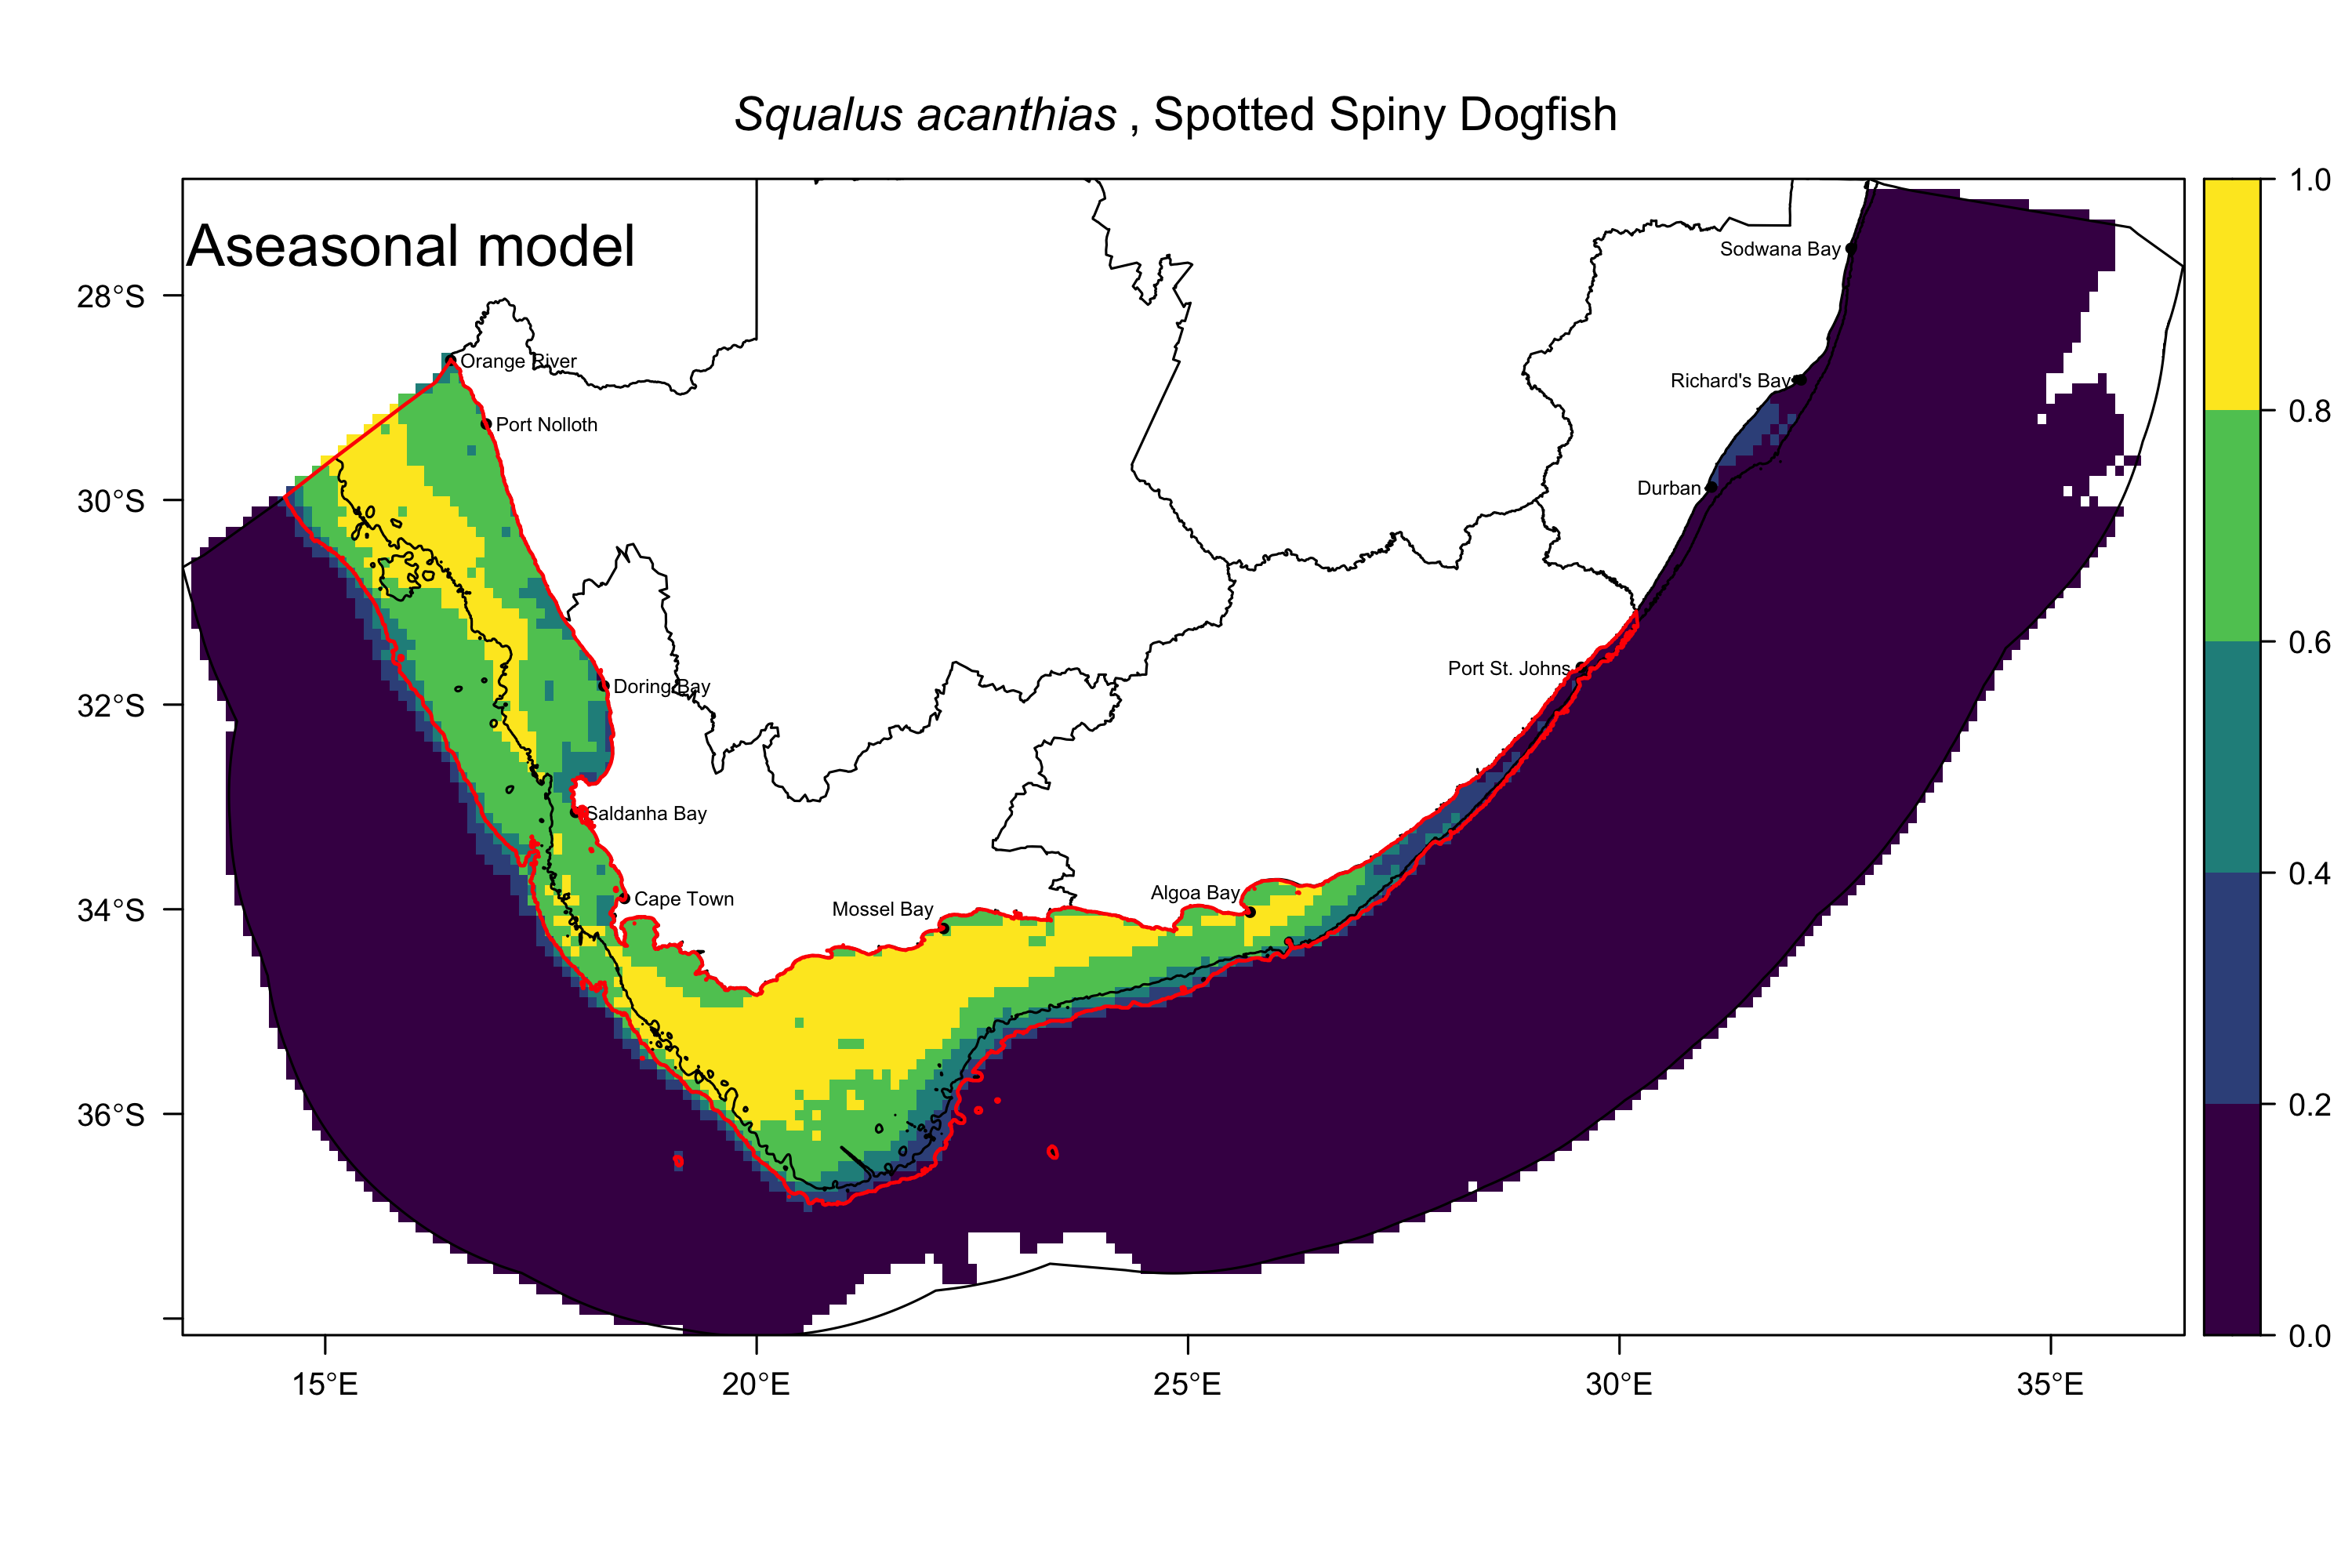 Squalus acanthias , Spotted Spiny Dogfish
Aseasonal model
1.0
0.8
0.6
0.4
0.2
0.0
28°S
30°S
32°S
34°S
36°S
15°E
20°E
25°E
30°E
35°E
Sodwana Bay
Orange River
Richard's Bay
Port Nolloth
Durban
Port St. Johns
Doring Bay
Saldanha Bay
Algoa Bay
Cape Town
Mossel Bay